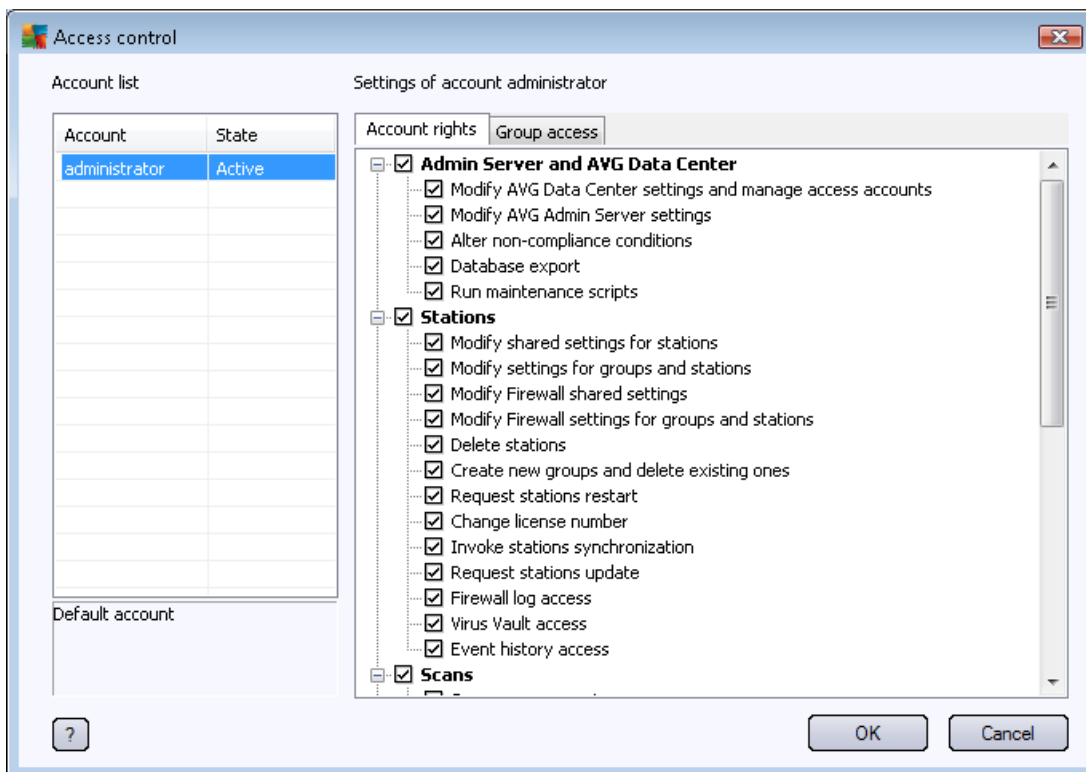 Access control
Account list
Settings of account administrator
Account State
administrator Active
Default account
Account rights Group access
Admin Server and AVG Data Center
Modify AVG Data Center settings and manage access accounts
Modify AVG Admin Server settings
Alter non-compliance conditions
Database export
Run maintenance scripts
Stations
Modify shared settings for stations
Modify settings for groups and stations
Modify Firewall shared settings
Modify Firewall settings for groups and stations
Delete stations
Create new groups and delete existing ones
Request stations restart
Change license number
Invoke stations synchronization
Request stations update
Firewall log access
Virus Vault access
Event history access
Scans
?
OK
Cancel